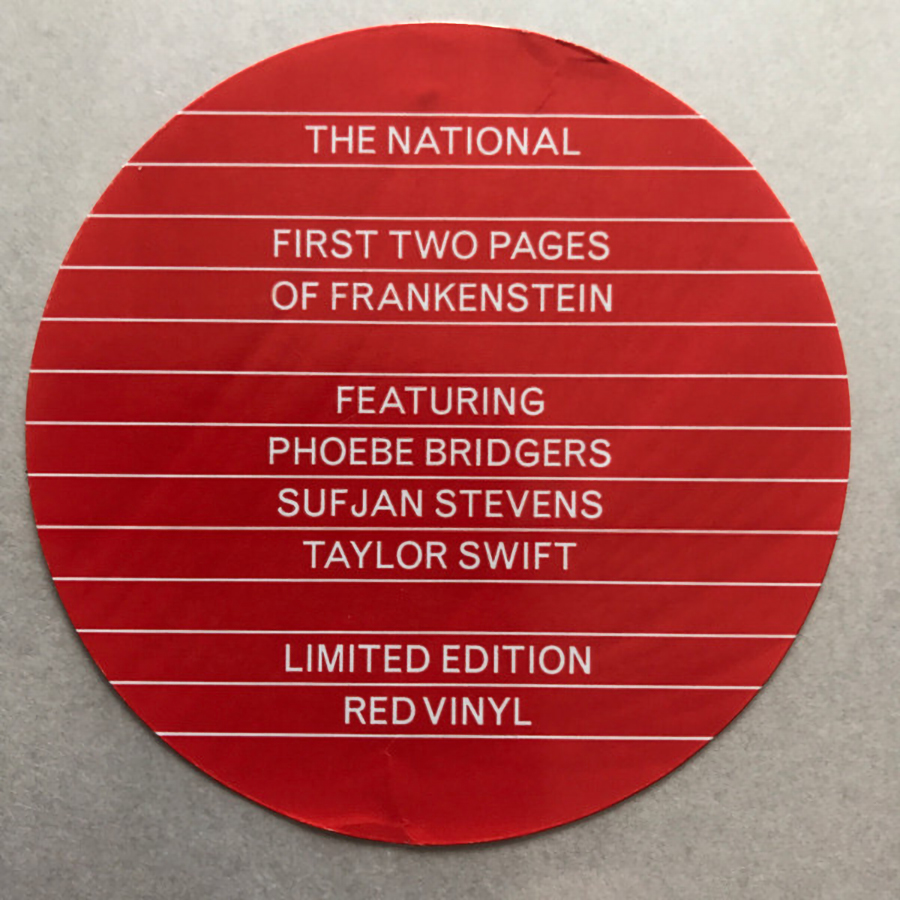 THE NATIONAL
FIRST TWO PAGES
OF FRANKENSTEIN
FEATURING
PHOEBE BRIDGERS
SUFJAN STEVENS
TAYLOR SWIFT
LIMITED EDITION
RED VINYL